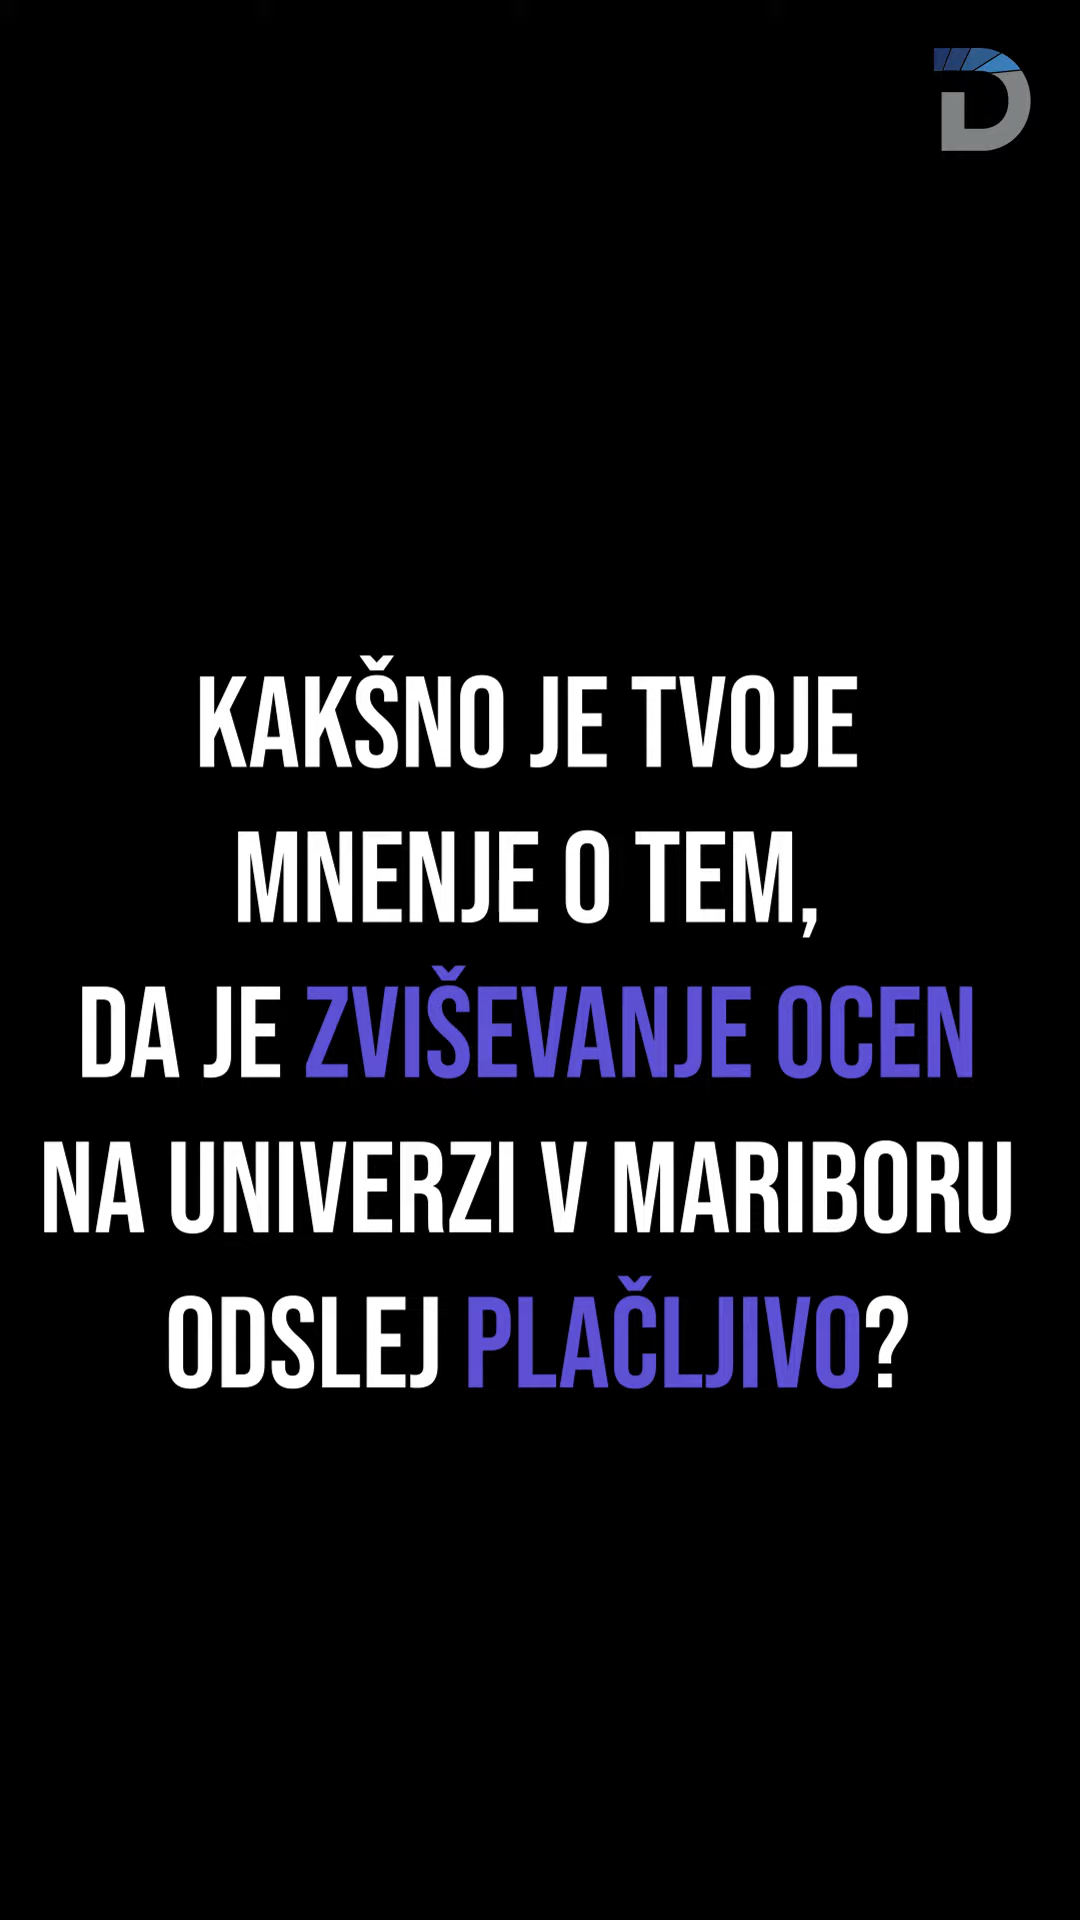 D
KAKŠNO JE TVOJE
MNENJE O TEM,
DA JE ZVIŠEVANJE OCEN
NA UNIVERZI V MARIBORU
ODSLEJ PLAČLJIVO?